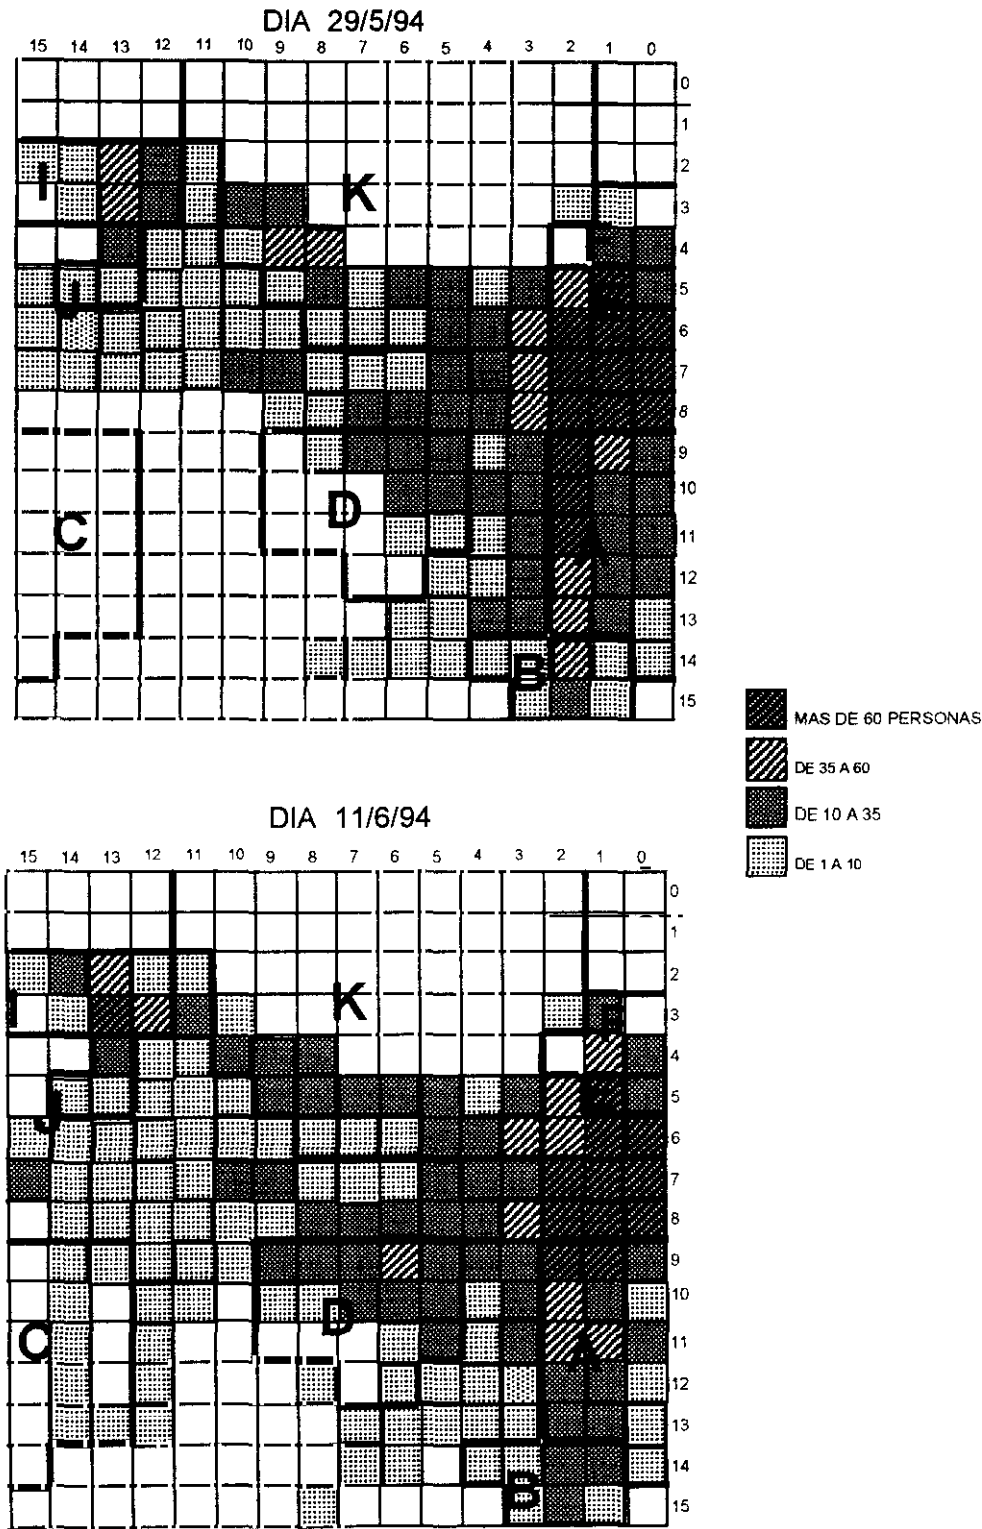 DIA 29/5/94
15 14 13 12 11 10 9 8 7 6 5 4 3 2 1 0
0
1
2
I K 3
4
5
J
6
7
8
9
10
D
C 11
A
12
13
14
B
15
MAS DE 60 PERSONAS
DE 35 A 60
DE 10 A 35
DE 1 A 10
DIA 11/6/94
15 14 13 12 11 10 9 8 7 6 5 4 3 2 1 0
0
1
2
I K 3
F
4
5
J
6
7
8
9
10
D
C 11
A
12
13
14
B
15